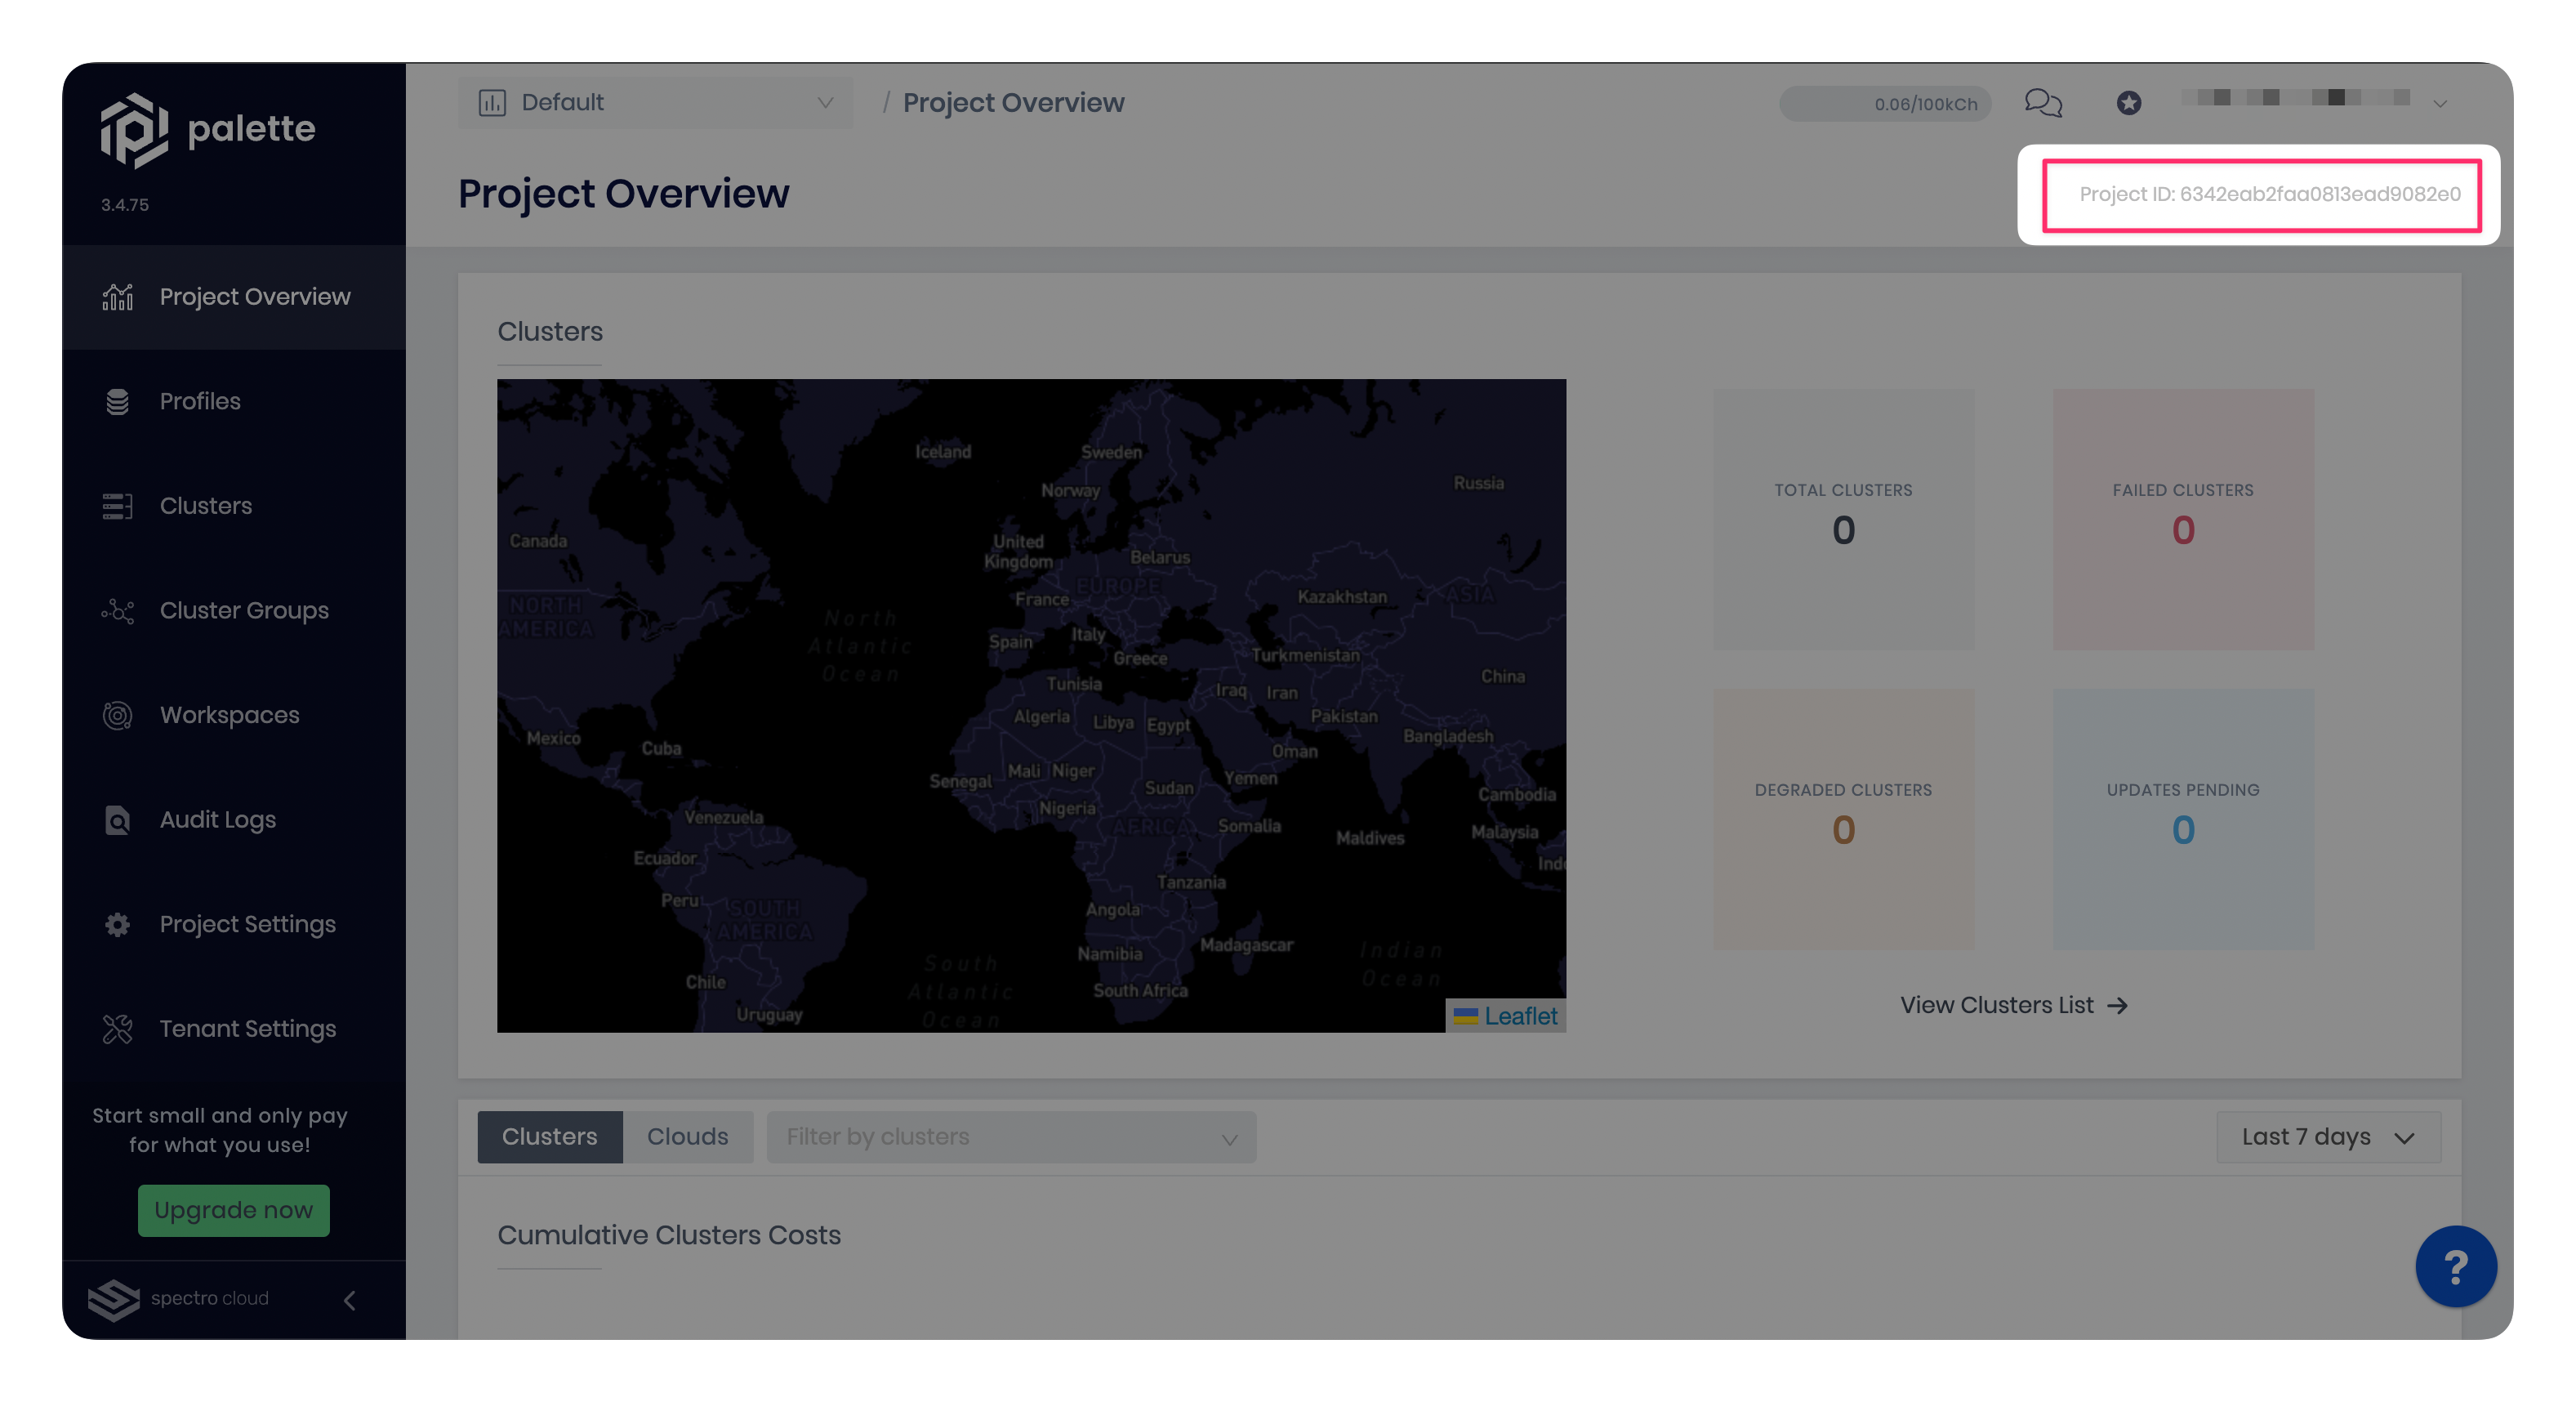 palette
3.4.75
Project Overview
Profiles
Clusters
Cluster Groups
Workspaces
Audit Logs
Project Settings
Tenant Settings
Start small and only pay
for what you use!
Upgrade now
spectro cloud
Default
/ Project Overview
0.06/100kCh
Project Overview
Project ID: 6342eab2faa0813ead9082e0
Clusters
Iceland
Sweden
Norway
Russia
Canada
United
Kingdom
Belarus
EUROPE
NORTH
AMERICA
France
Kazakhstan
ASIA
North
Atlantic
Ocean
Spain
Italy
Greece
Turkmenistan
China
Tunisia
Iraq
Iran
Algeria
Libya
Egypt
Pakistan
Mexico
Cuba
Oman
Bangladesh
Senegal
Mali
Niger
Sudan
Yemen
Cambodia
Nigeria
Venezuela
AFRICA
Somalia
Maldives
Malaysia
Ecuador
Indo
Tanzania
Peru
SOUTH
AMERICA
Angola
Namibia
Madagascar
Indian
Ocean
South
Atlantic
Ocean
Chile
South Africa
Uruguay
Leaflet
TOTAL CLUSTERS
0
FAILED CLUSTERS
0
DEGRADED CLUSTERS
0
UPDATES PENDING
0
View Clusters List →
Clusters
Clouds
Filter by clusters
Last 7 days
Cumulative Clusters Costs
?